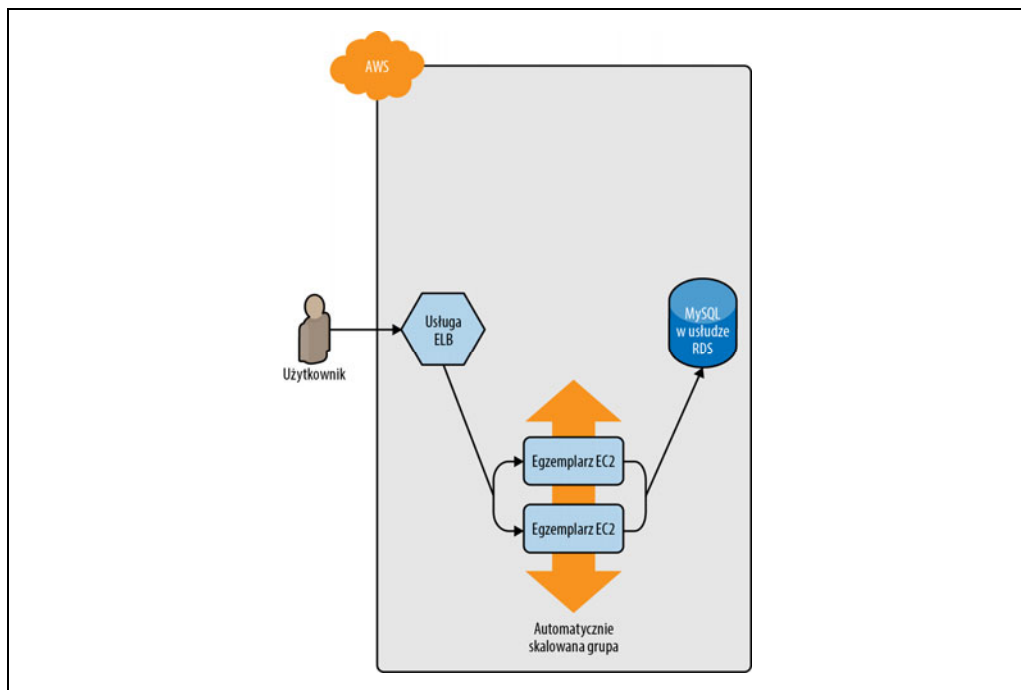 AWS
Użytkownik
Usługa
ELB
Egzemplarz EC2
Egzemplarz EC2
Automatycznie
skalowana grupa
MySQL
w usłudze
RDS